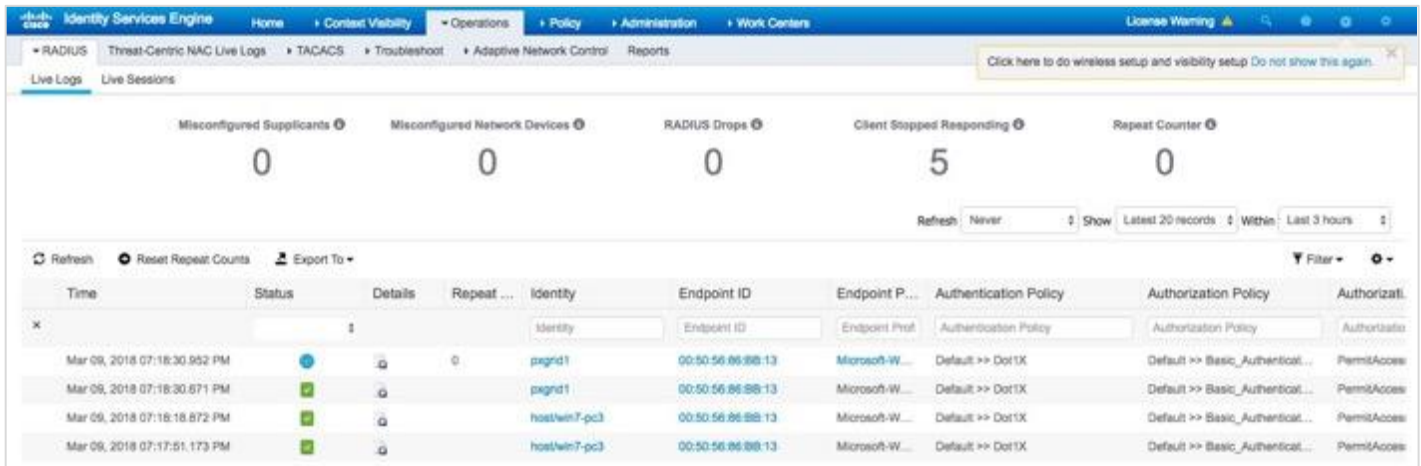 cisco Identity Services Engine Home Context Visibility Operations Policy Administration Work Centers License Warning
RADIUS Threat-Centric NAC Live Logs TACACS Troubleshoot Adaptive Network Control Reports
Click here to do wireless setup and visibility setup Do not show this again.
Live Logs Live Sessions
Misconfigured Supplicants Misconfigured Network Devices RADIUS Drops Client Stopped Responding Repeat Counter
0 0 0 5 0
Refresh Never Show Latest 20 records Within Last 3 hours
Refresh Reset Repeat Counts Export To Filter
Time Status Details Repeat ... Identity Endpoint ID Endpoint P... Authentication Policy Authorization Policy Authorizati.
Identity Endpoint ID Endpoint Prof Authentication Policy Authorization Policy Authorizatio
Mar 09, 2018 07:18:30.952 PM 0 pxgrid1 00:50:56:86:BB:13 Microsoft-W... Default >> Dot1X Default >> Basic_Authenticat... PermitAcces
Mar 09, 2018 07:18:30.671 PM pxgrid1 00:50:56:86:BB:13 Microsoft-W... Default >> Dot1X Default >> Basic_Authenticat... PermitAcces
Mar 09, 2018 07:18:18.872 PM host/win7-pc3 00:50:56:86:BB:13 Microsoft-W... Default >> Dot1X Default >> Basic_Authenticat... PermitAcces
Mar 09, 2018 07:17:51.173 PM host/win7-pc3 00:50:56:86:BB:13 Microsoft-W... Default >> Dot1X Default >> Basic_Authenticat... PermitAcces